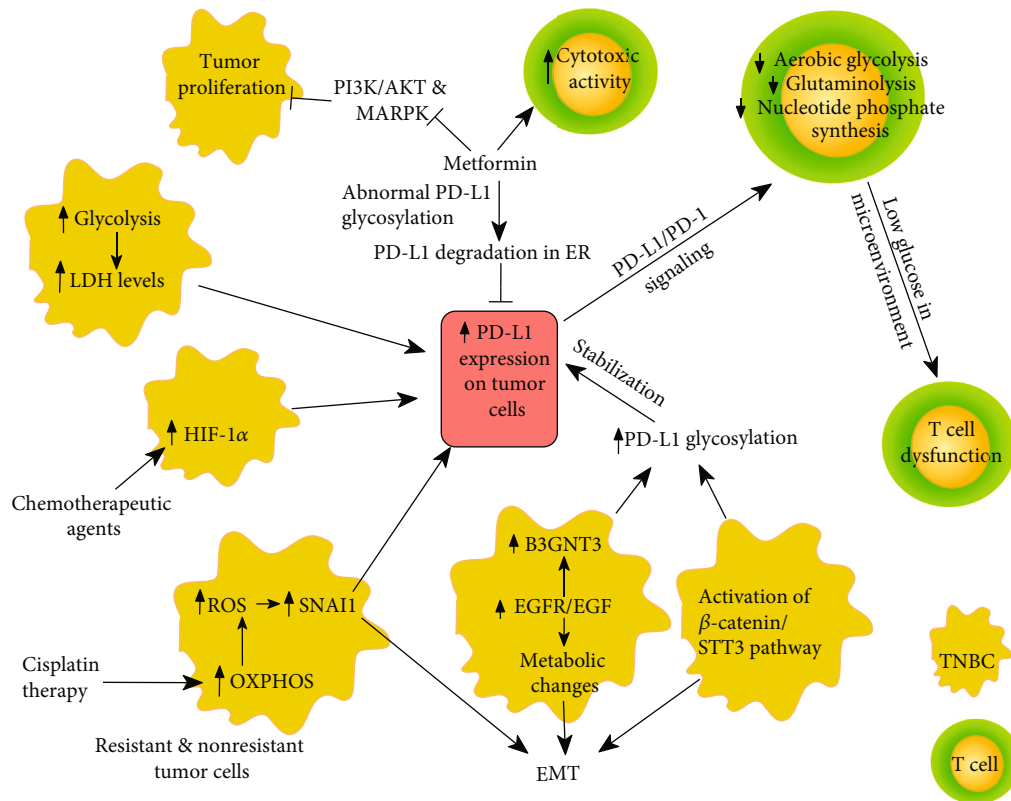 Tumor
proliferation
PI3K/AKT &
MARPK
Cytotoxic
activity
Aerobic glycolysis
Glutaminolysis
Nucleotide phosphate
synthesis
Metformin
Abnormal PD-L1
glycosylation
PD-L1 degradation in ER
Glycolysis
LDH levels
PD-L1/PD-1
signaling
Low glucose in
microenvironment
PD-L1
expression
on tumor
cells
Stabilization
HIF-1α
PD-L1 glycosylation
T cell
dysfunction
Chemotherapeutic
agents
B3GNT3
EGFR/EGF
Metabolic
changes
Activation of
β-catenin/
STT3 pathway
ROS
SNAI1
OXPHOS
Cisplatin
therapy
Resistant & nonresistant
tumor cells
EMT
TNBC
T cell